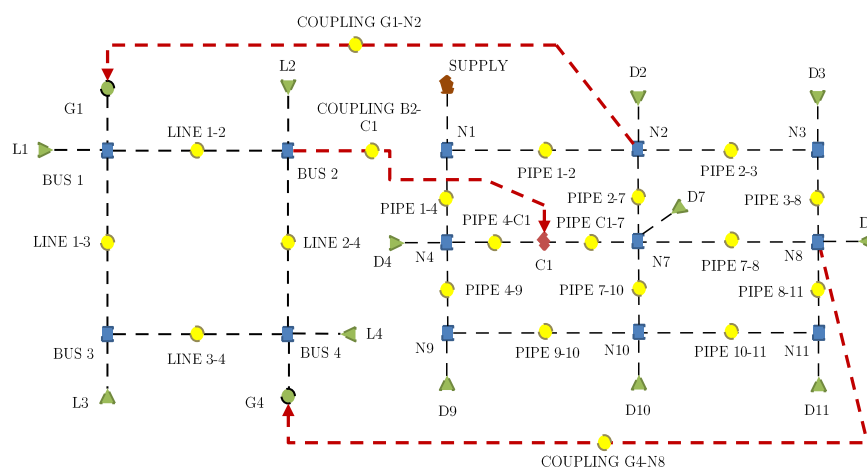 COUPLING G1-N2
L2
SUPPLY
D2
D3
G1
COUPLING B2-
C1
LINE 1-2
N1
N2
N3
L1
BUS 1
BUS 2
PIPE 1-2
PIPE 2-3
PIPE 1-4
PIPE 4-C1
PIPE 2-7
PIPE C1-7
D7
PIPE 3-8
LINE 1-3
LINE 2-4
D4
N4
C1
N7
PIPE 7-8
N8
D
PIPE 4-9
PIPE 7-10
PIPE 8-11
BUS 3
LINE 3-4
BUS 4
L4
N9
PIPE 9-10
N10
PIPE 10-11
N11
L3
G4
D9
D10
D11
COUPLING G4-N8